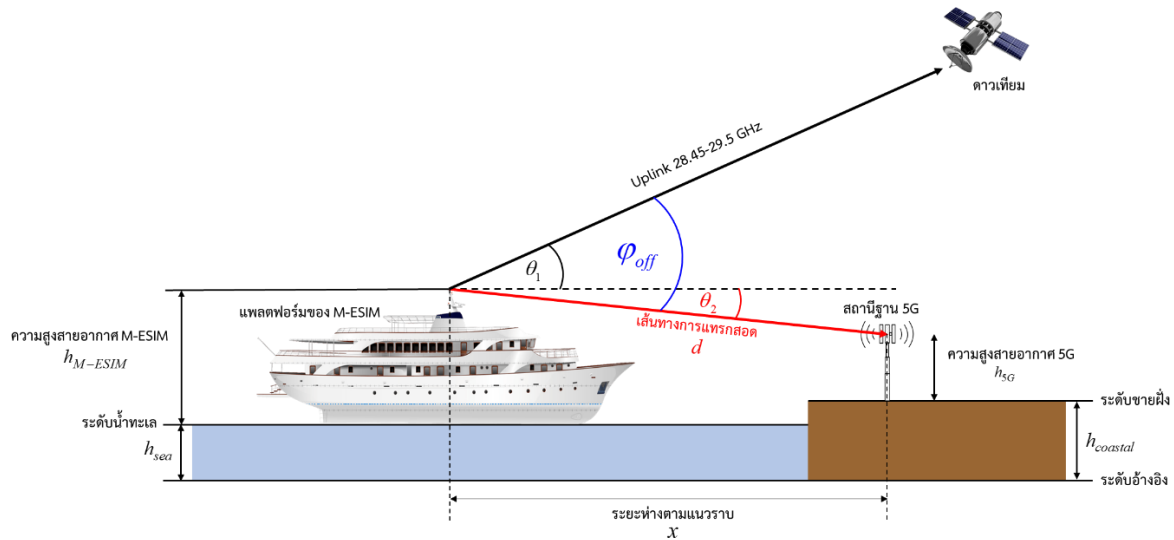 ดาวเทียม
Uplink 28.45-29.5 GHz
φoff
θ1
θ2
สถานีฐาน 5G
แพลตฟอร์มของ M-ESIM
เส้นทางการแทรกสอด
d
ความสูงสายอากาศ M-ESIM
hM-ESIM
ความสูงสายอากาศ 5G
h5G
ระดับชายฝั่ง
ระดับน้ำทะเล
hsea
hcoastal
ระดับอ้างอิง
ระยะห่างตามแนวราบ
x